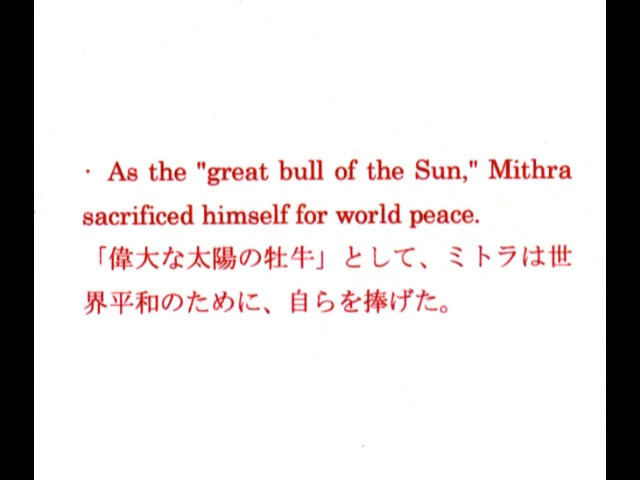 · As the "great bull of the Sun," Mithra
sacrificed himself for world peace.
「偉大な太陽の牡牛」として、ミトラは世
界平和のために、自らを捧げた。